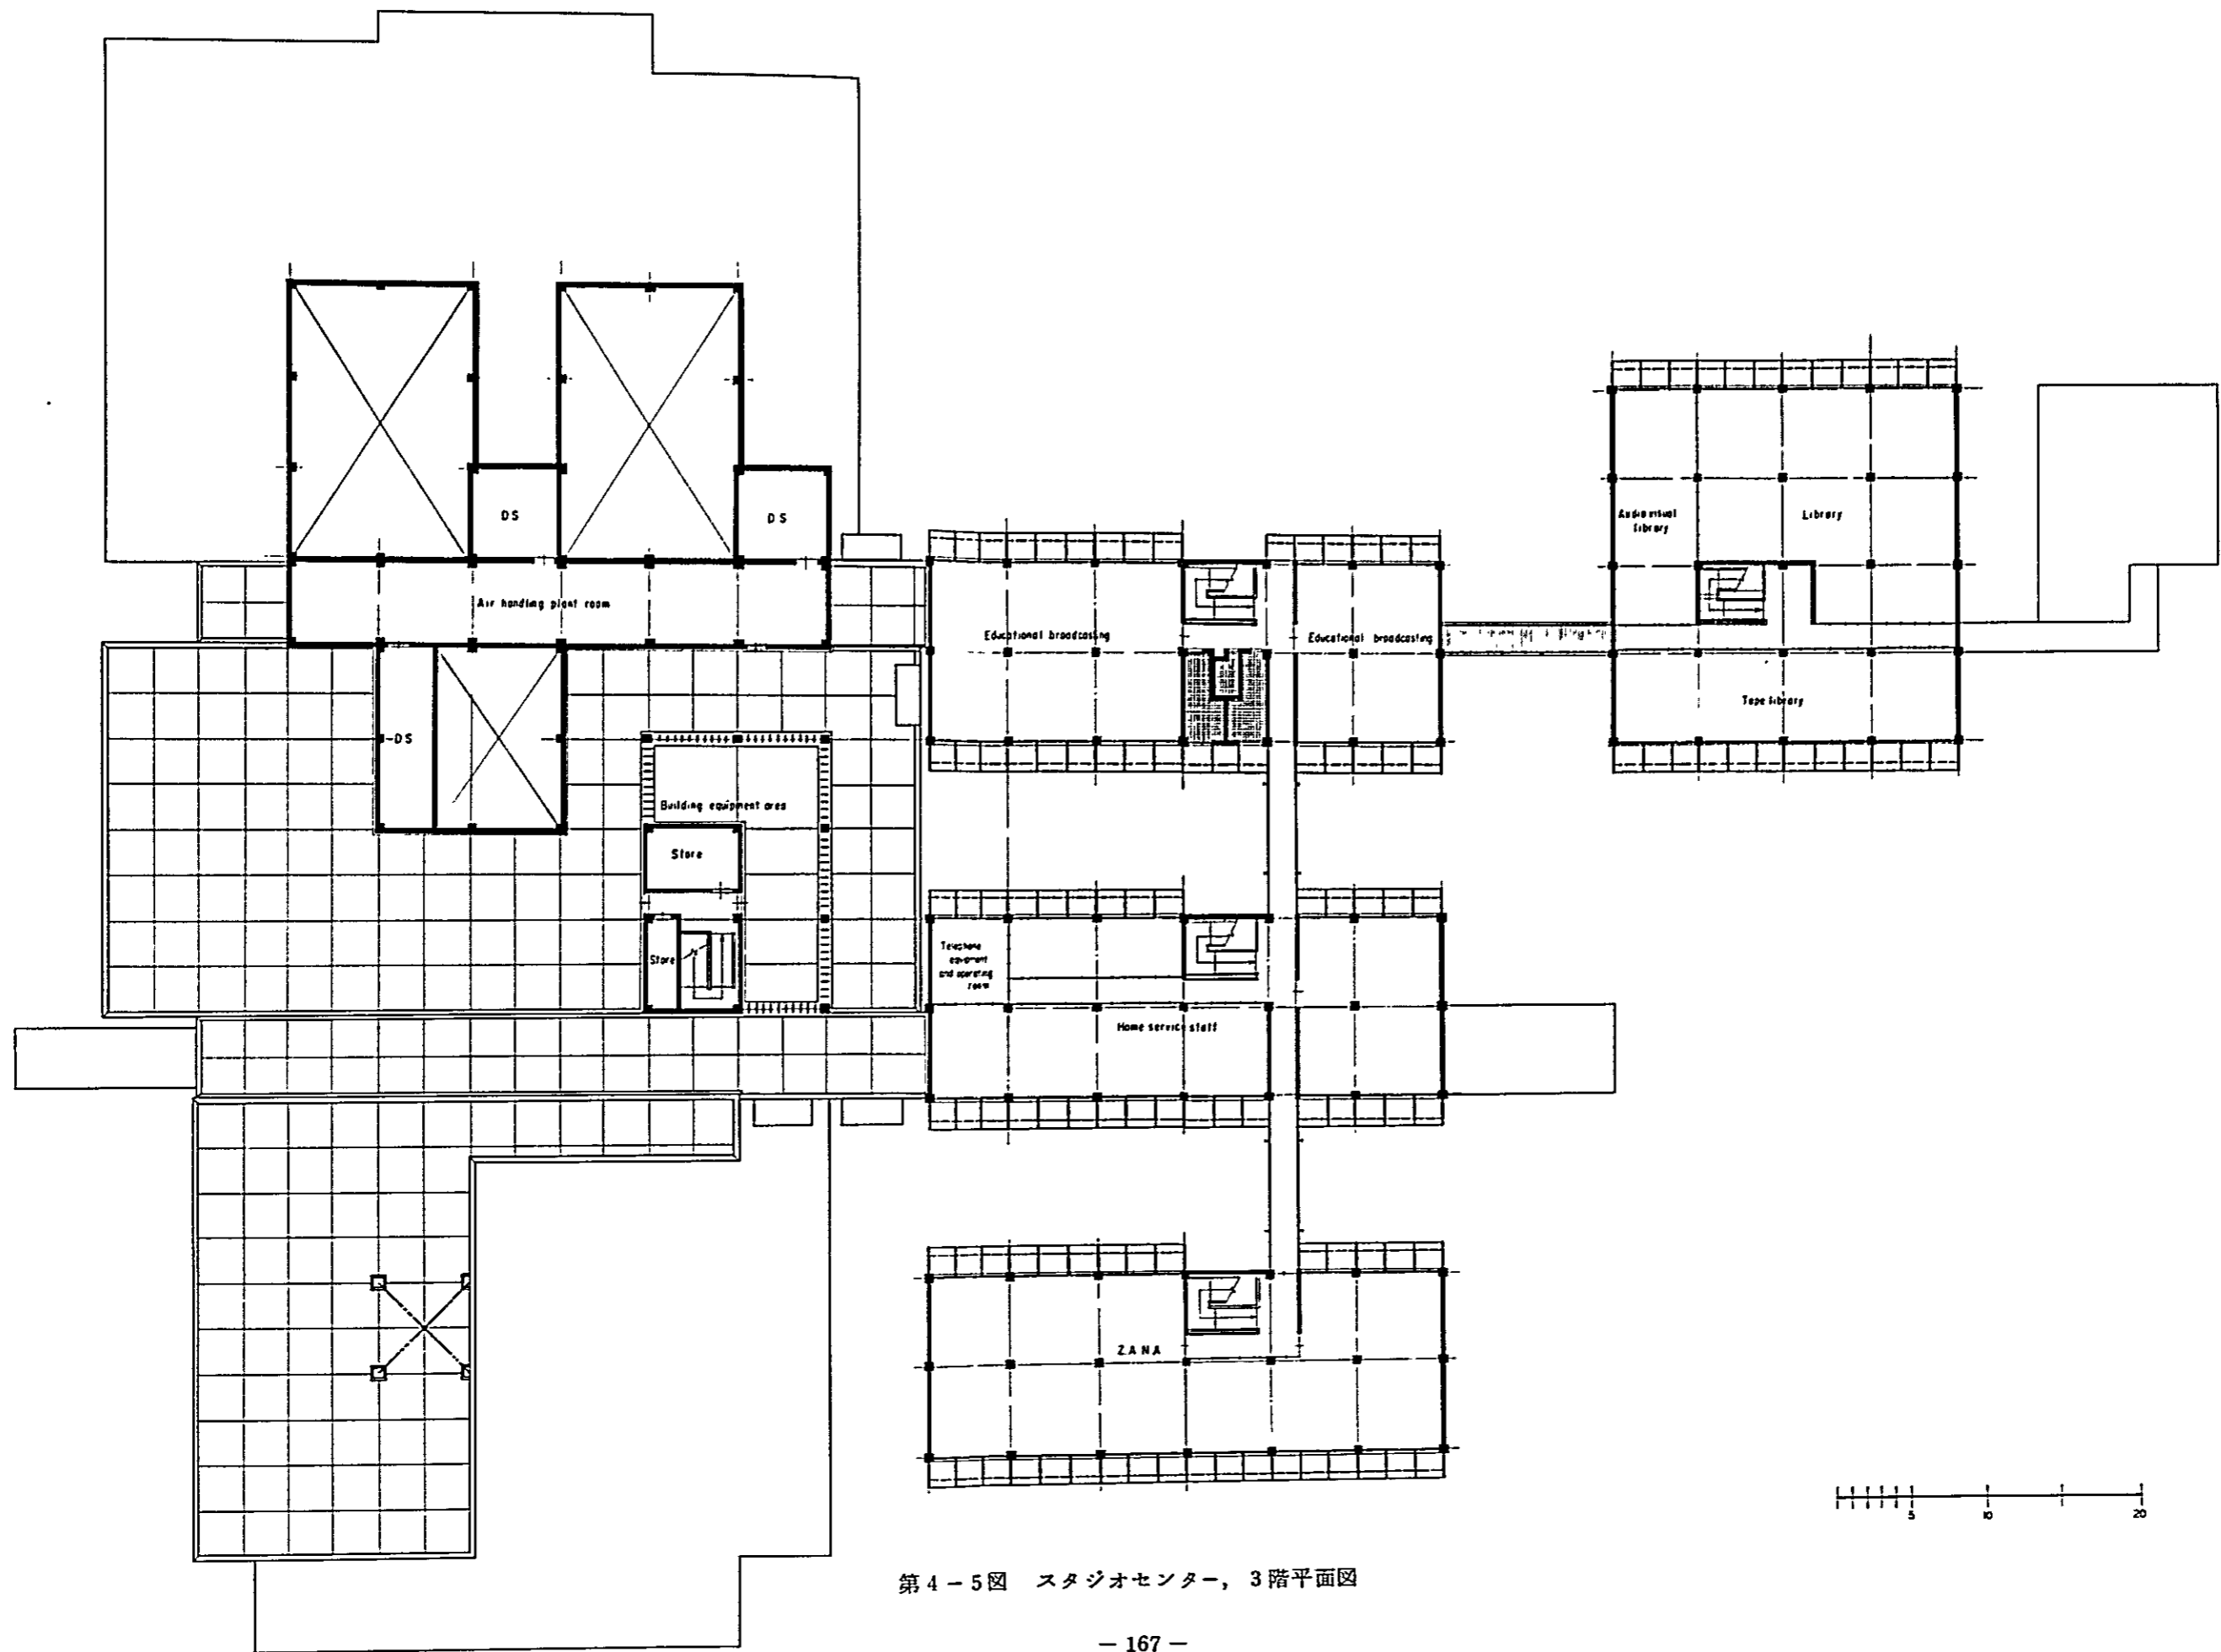 DS
DS
Air handling plant room
DS
Building equipment area
Store
Store
Educational broadcasting
Educational broadcasting
Audiovisual
library
Library
Tape library
Telephone
equipment
and operating
room
Home service staff
Z A N A
5
10
20
第4-5図 スタジオセンター, 3階平面図
— 167 —